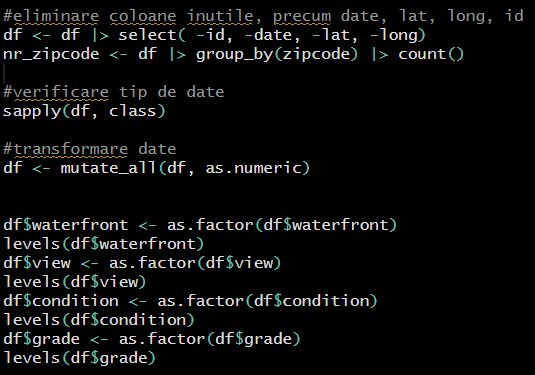 #eliminare coloane inutile, precum date, lat, long, id
df <- df |> select( -id, -date, -lat, -long)
nr_zipcode <- df |> group_by(zipcode) |> count()
#verificare tip de date
sapply(df, class)
#transformare date
df <- mutate_all(df, as.numeric)
df$waterfront <- as.factor(df$waterfront)
levels(df$waterfront)
df$view <- as.factor(df$view)
levels(df$view)
df$condition <- as.factor(df$condition)
levels(df$condition)
df$grade <- as.factor(df$grade)
levels(df$grade)